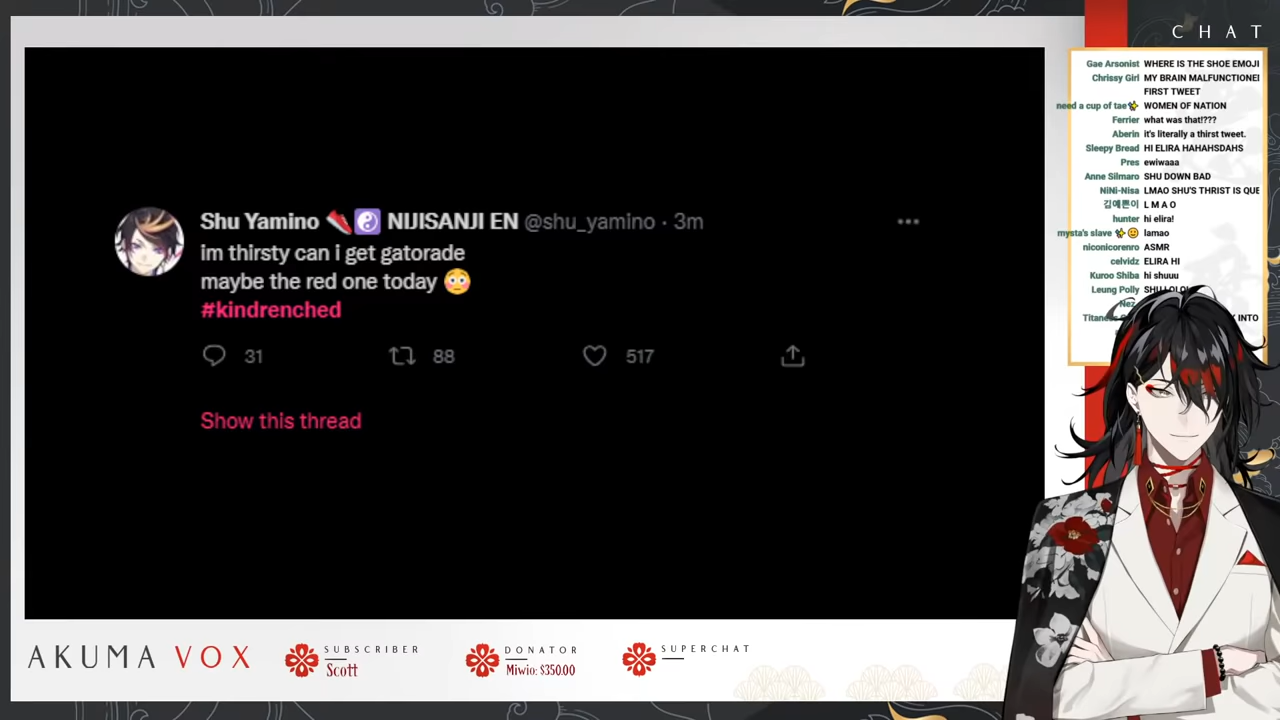 CHAT
Gae Arsonist WHERE IS THE SHOE EMOJI
Chrissy Girl MY BRAIN MALFUNCTIONE
FIRST TWEET
need a cup of tae✨ WOMEN OF NATION
Ferrier what was that!???
Aberin it's literally a thirst tweet.
Sleepy Bread HI ELIRA HAHAHSDAHS
Pres ewiwaaa
Anne Silmaro SHU DOWN BAD
NiNi-Nisa LMAO SHU'S THRIST IS QUE
김예쁜이 L M A O
hunter hi elira!
mysta's slave ✨😊 lamao
niconicorenro ASMR
celvidz ELIRA HI
Kuroo Shiba hi shuuu
Leung Polly SHU LOL
Nez
INTO
Shu Yamino 👠☯️ NIJISANJI EN @shu_yamino · 3m
im thirsty can i get gatorade
maybe the red one today 😳
#kindrenched
31 88 517
Show this thread
AKUMA VOX
SUBSCRIBER
Scott
DONATOR
Miwio: $350.00
SUPERCHAT